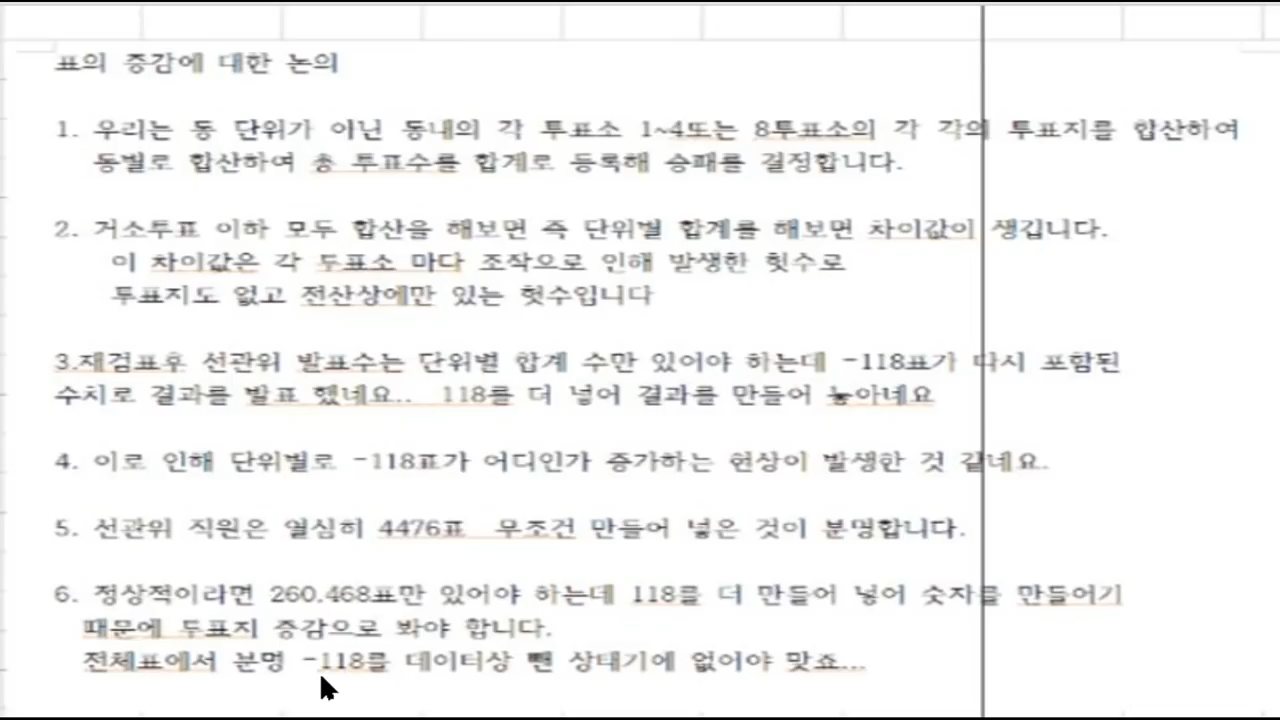 표의 증감에 대한 논의
1. 우리는 동 단위가 아닌 동내의 각 투표소 1~4또는 8투표소의 각 각의 투표지를 합산하여
동별로 합산하여 총 투표수를 합계로 등록해 승패를 결정합니다.
2. 거소투표 이하 모두 합산을 해보면 즉 단위별 합계를 해보면 차이값이 생깁니다.
이 차이값은 각 두표소 마다 조작으로 인해 발생한 헛수로
투표지도 없고 전산상에만 있는 헛수입니다
3.재검표후 선관위 발표수는 단위별 합계 수만 있어야 하는데 -118표가 다시 포함된
수치로 결과를 발표 했네요.. 118를 더 넣어 결과를 만들어 놓아네요
4. 이로 인해 단위별로 -118표가 어디인가 증가하는 현상이 발생한 것 같네요.
5. 선관위 직원은 열심히 4476표 무조건 만들어 넣은 것이 분명합니다.
6. 정상적이라면 260.468표만 있어야 하는데 118를 더 만들어 넣어 숫자를 만들어기
때문에 두표지 증감으로 봐야 합니다.
전체표에서 분명 -118를 데이터상 뺀 상태기에 없어야 맞죠...